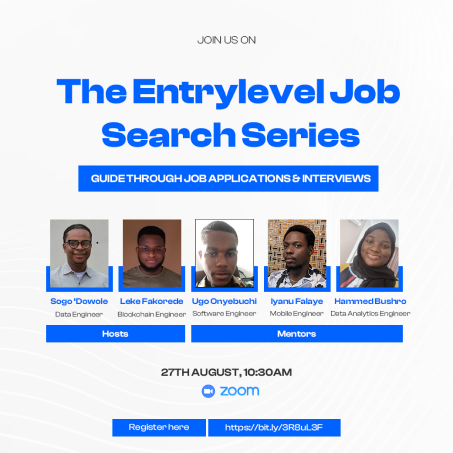 JOIN US ON
The Entrylevel Job
Search Series
GUIDE THROUGH JOB APPLICATIONS & INTERVIEWS
Sogo 'Dowole Leke Fakorede Ugo Onyebuchi Iyanu Falaye Hammed Bushro
Data Engineer Blockchain Engineer Software Engineer Mobile Engineer Data Analytics Engineer
Hosts Mentors
27TH AUGUST, 10:30AM
zoom
Register here https://bit.ly/3R8uL3F